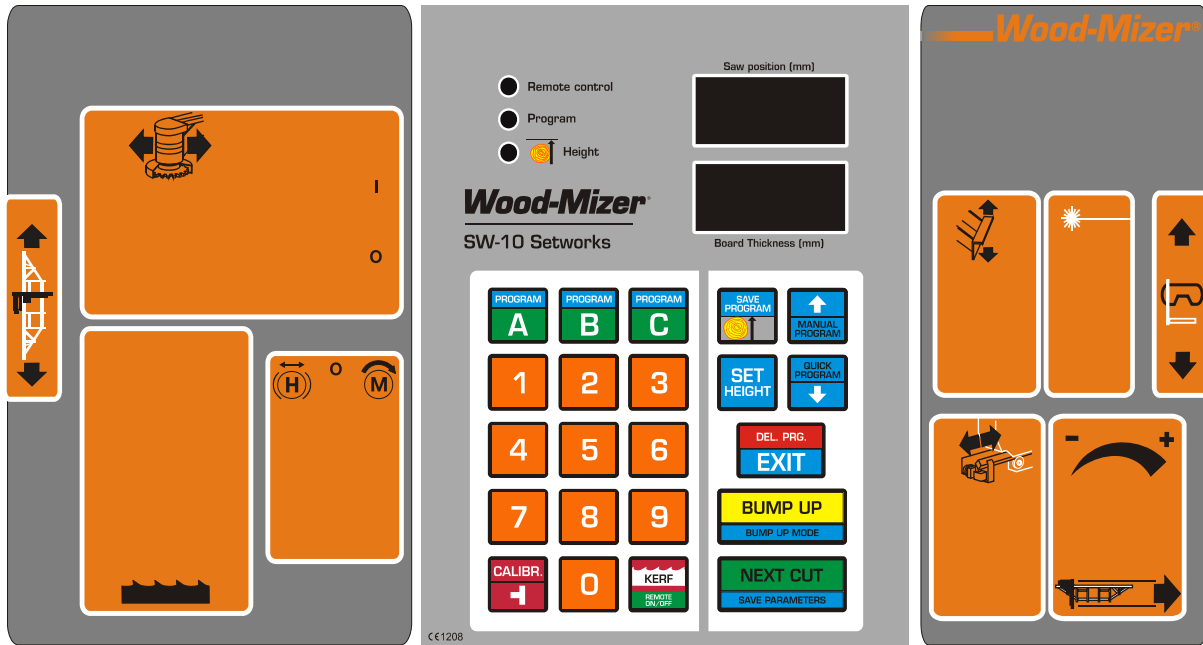 I
O
H
O
M
Remote control
Program
Height
Wood-Mizer®
SW-10 Setworks
Saw position (mm)
Board Thickness (mm)
PROGRAM
A
PROGRAM
B
PROGRAM
C
1
2
3
4
5
6
7
8
9
CALIBR.
0
KERF
REMOTE
ON/OFF
SAVE
PROGRAM
MANUAL
PROGRAM
SET
HEIGHT
QUICK
PROGRAM
DEL. PRG.
EXIT
BUMP UP
BUMP UP MODE
NEXT CUT
SAVE PARAMETERS
CE1208
Wood-Mizer®
-
+